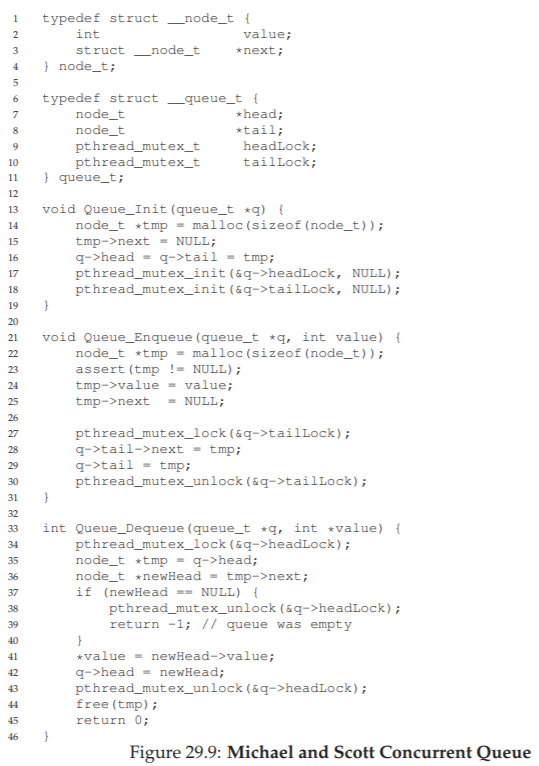 1 typedef struct __node_t {
2     int                 value;
3     struct __node_t     *next;
4 } node_t;
5
6 typedef struct __queue_t {
7     node_t              *head;
8     node_t              *tail;
9     pthread_mutex_t      headLock;
10     pthread_mutex_t      tailLock;
11 } queue_t;
12
13 void Queue_Init(queue_t *q) {
14     node_t *tmp = malloc(sizeof(node_t));
15     tmp->next = NULL;
16     q->head = q->tail = tmp;
17     pthread_mutex_init(&q->headLock, NULL);
18     pthread_mutex_init(&q->tailLock, NULL);
19 }
20
21 void Queue_Enqueue(queue_t *q, int value) {
22     node_t *tmp = malloc(sizeof(node_t));
23     assert(tmp != NULL);
24     tmp->value = value;
25     tmp->next  = NULL;
26
27     pthread_mutex_lock(&q->tailLock);
28     q->tail->next = tmp;
29     q->tail = tmp;
30     pthread_mutex_unlock(&q->tailLock);
31 }
32
33 int Queue_Dequeue(queue_t *q, int *value) {
34     pthread_mutex_lock(&q->headLock);
35     node_t *tmp = q->head;
36     node_t *newHead = tmp->next;
37     if (newHead == NULL) {
38         pthread_mutex_unlock(&q->headLock);
39         return -1; // queue was empty
40     }
41     *value = newHead->value;
42     q->head = newHead;
43     pthread_mutex_unlock(&q->headLock);
44     free(tmp);
45     return 0;
46 }
Figure 29.9: Michael and Scott Concurrent Queue